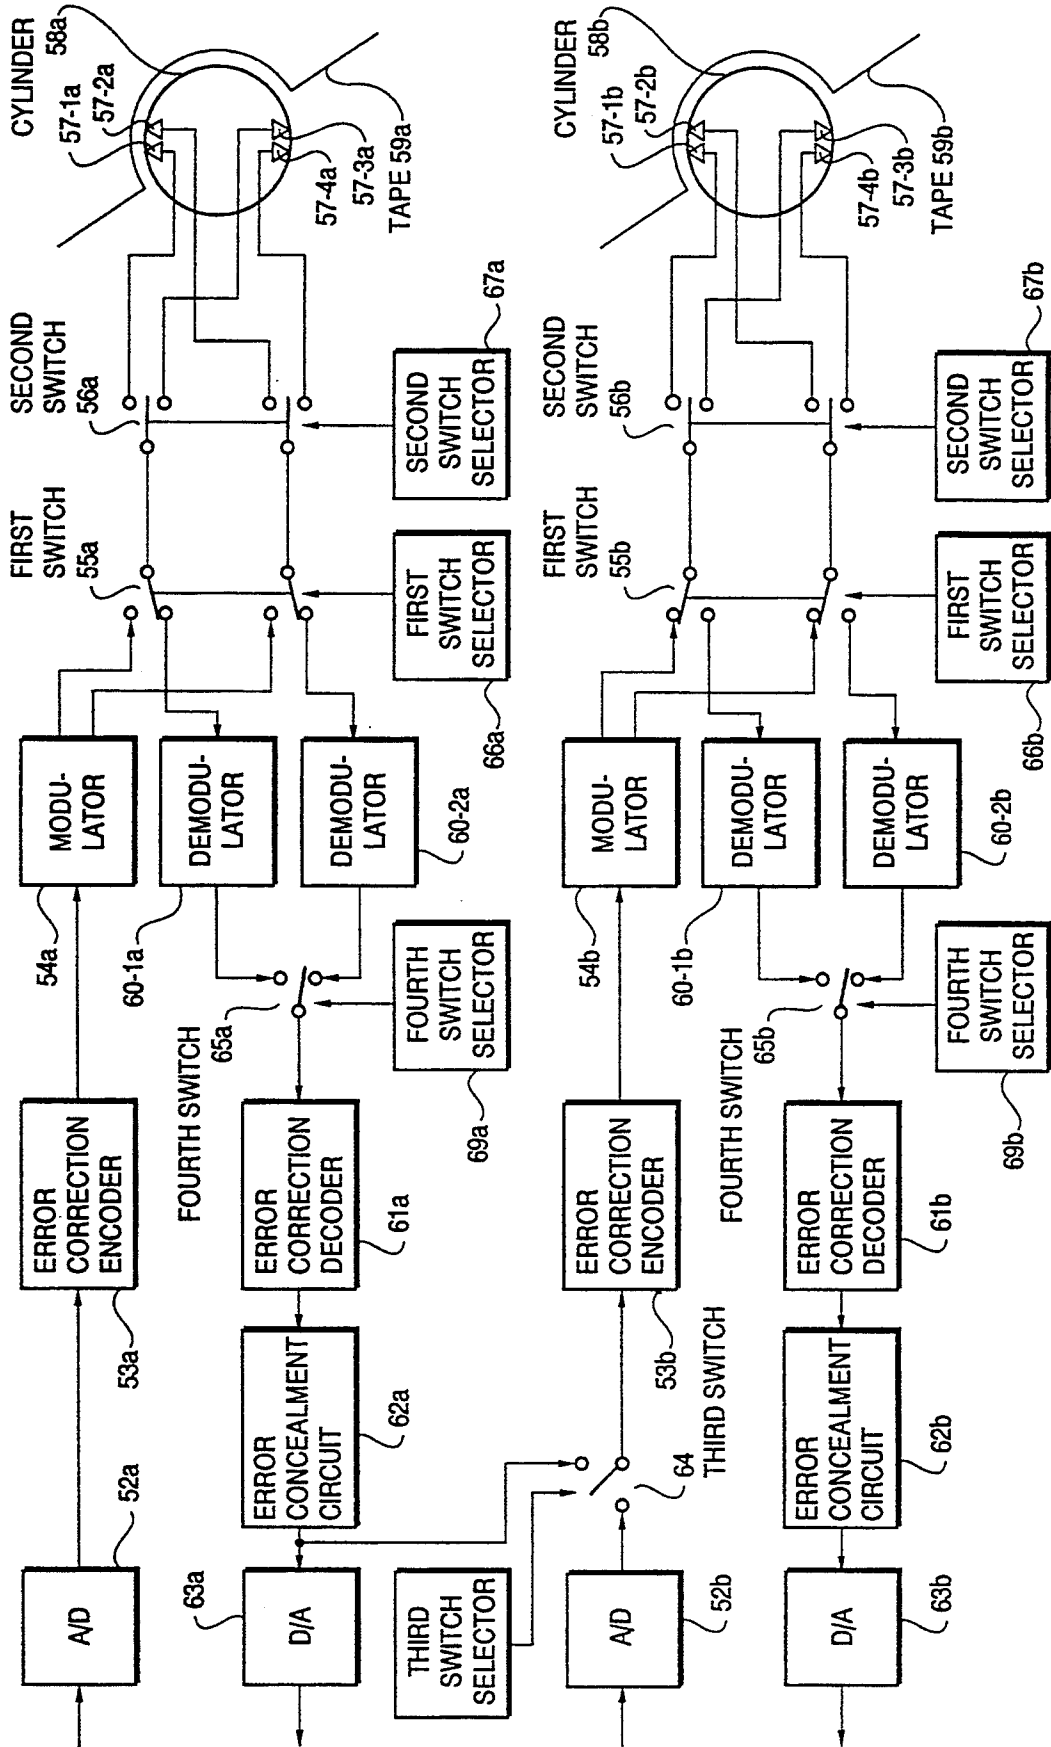 A/D
52a
ERROR
CORRECTION
ENCODER
53a
MODU-
LATOR
54a
FIRST
SWITCH
55a
SECOND
SWITCH
56a
CYLINDER
58a
57-1a
57-2a
57-4a
57-3a
TAPE 59a
D/A
63a
ERROR
CONCEALMENT
CIRCUIT
62a
ERROR
CORRECTION
DECODER
61a
FOURTH SWITCH
65a
DEMODU-
LATOR
60-1a
DEMODU-
LATOR
60-2a
FOURTH
SWITCH
SELECTOR
69a
FIRST
SWITCH
SELECTOR
66a
SECOND
SWITCH
SELECTOR
67a
THIRD
SWITCH
SELECTOR
A/D
52b
64
THIRD SWITCH
ERROR
CORRECTION
ENCODER
53b
MODU-
LATOR
54b
FIRST
SWITCH
55b
SECOND
SWITCH
56b
CYLINDER
58b
57-1b
57-2b
57-4b
57-3b
TAPE 59b
D/A
63b
ERROR
CONCEALMENT
CIRCUIT
62b
ERROR
CORRECTION
DECODER
61b
FOURTH SWITCH
65b
DEMODU-
LATOR
60-1b
DEMODU-
LATOR
60-2b
FOURTH
SWITCH
SELECTOR
69b
FIRST
SWITCH
SELECTOR
66b
SECOND
SWITCH
SELECTOR
67b